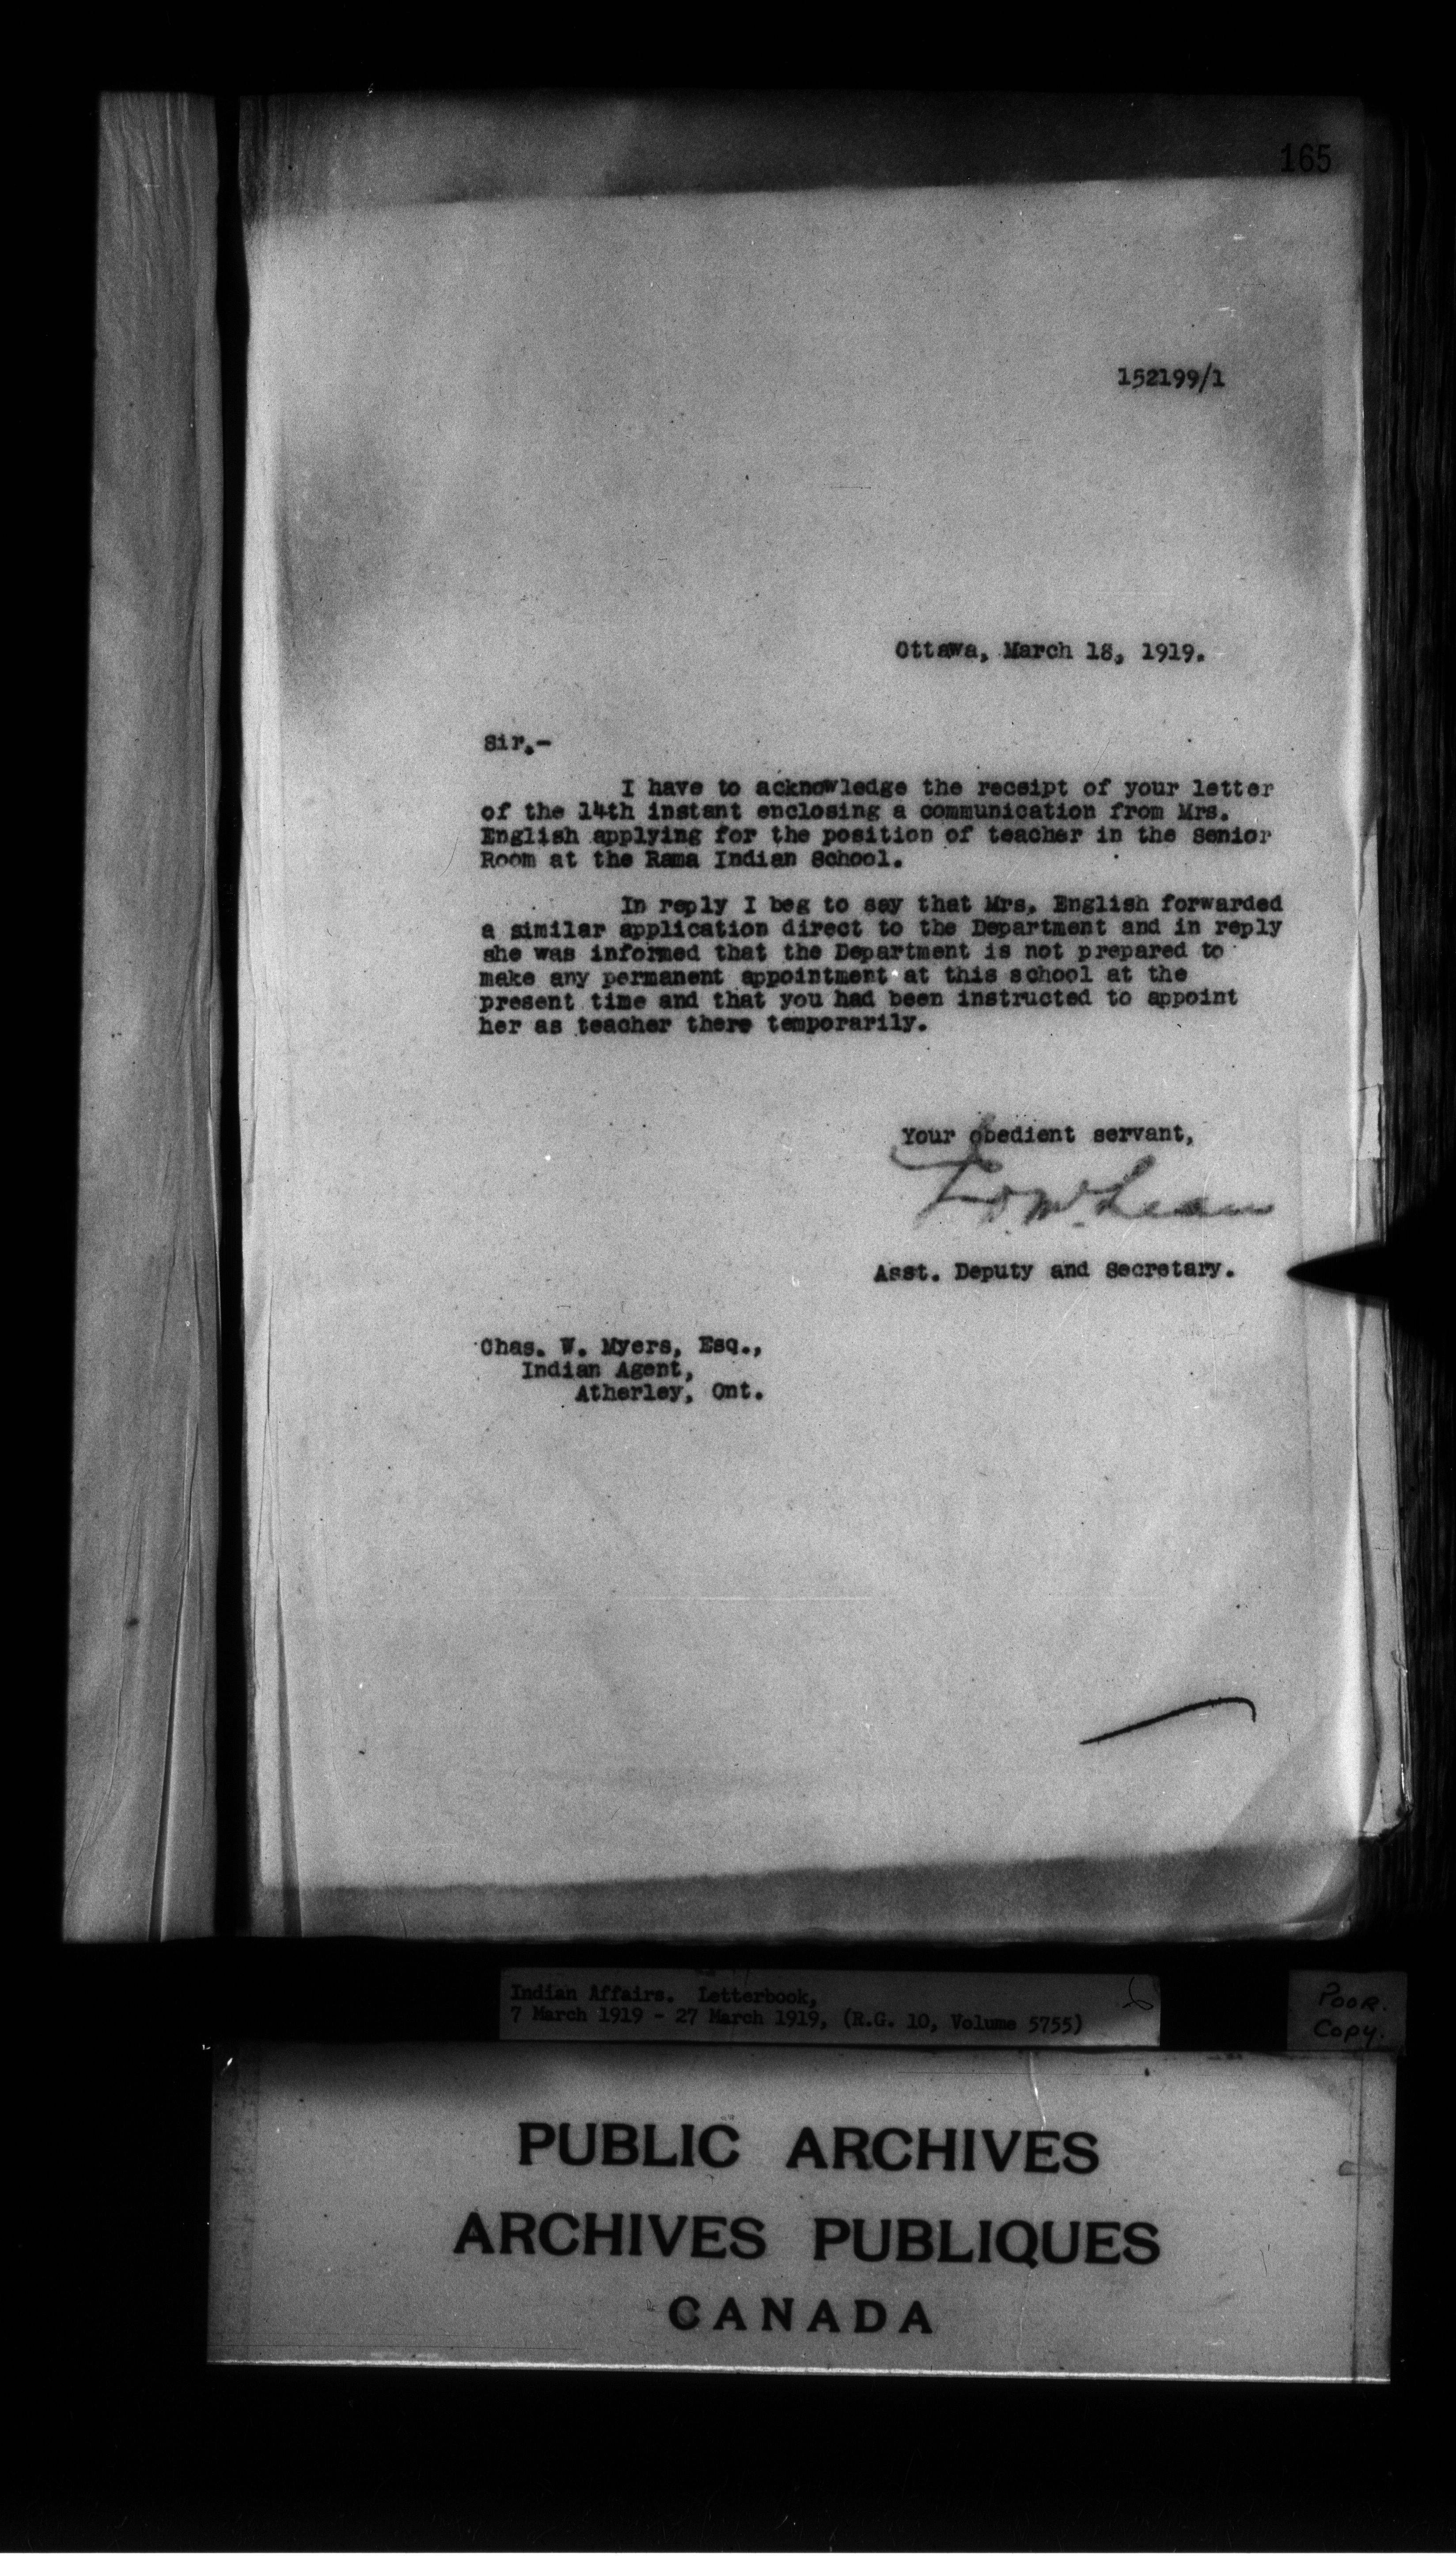 165
152199/1
Ottawa, March 18, 1919.
Sir.-
I have to acknowledge the receipt of your letter
of the 14th instant enclosing a communication from Mrs.
English applying for the position of teacher in the Senior
Room at the Rama Indian School.
In reply I beg to say that Mrs. English forwarded
a similar application direct to the Department and in reply
she was informed that the Department is not prepared to
make any permanent appointment at this school at the
present time and that you had been instructed to appoint
her as teacher there temporarily.
Your obedient servant,
McLean
Asst. Deputy and Secretary.
Chas. W. Myers, Esq.,
Indian Agent,
Atherley, Ont.
Indian Affairs. Letterbook,
7 March 1919 - 27 March 1919, (R.G. 10, Volume 5755)
POOR.
Copy.
PUBLIC ARCHIVES
ARCHIVES PUBLIQUES
CANADA